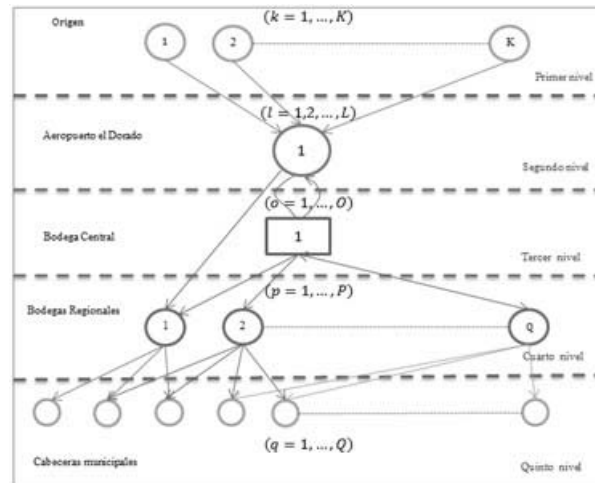 Origen
(k = 1, ..., K)
1
2
K
Primer nivel
(l = 1,2, ..., L)
Aeropuerto el Dorado
1
Segundo nivel
(o = 1, ..., O)
Bodega Central
1
Tercer nivel
(p = 1, ..., P)
Bodegas Regionales
1
2
Q
Cuarto nivel
(q = 1, ..., Q)
Cabeceras municipales
Quinto nivel